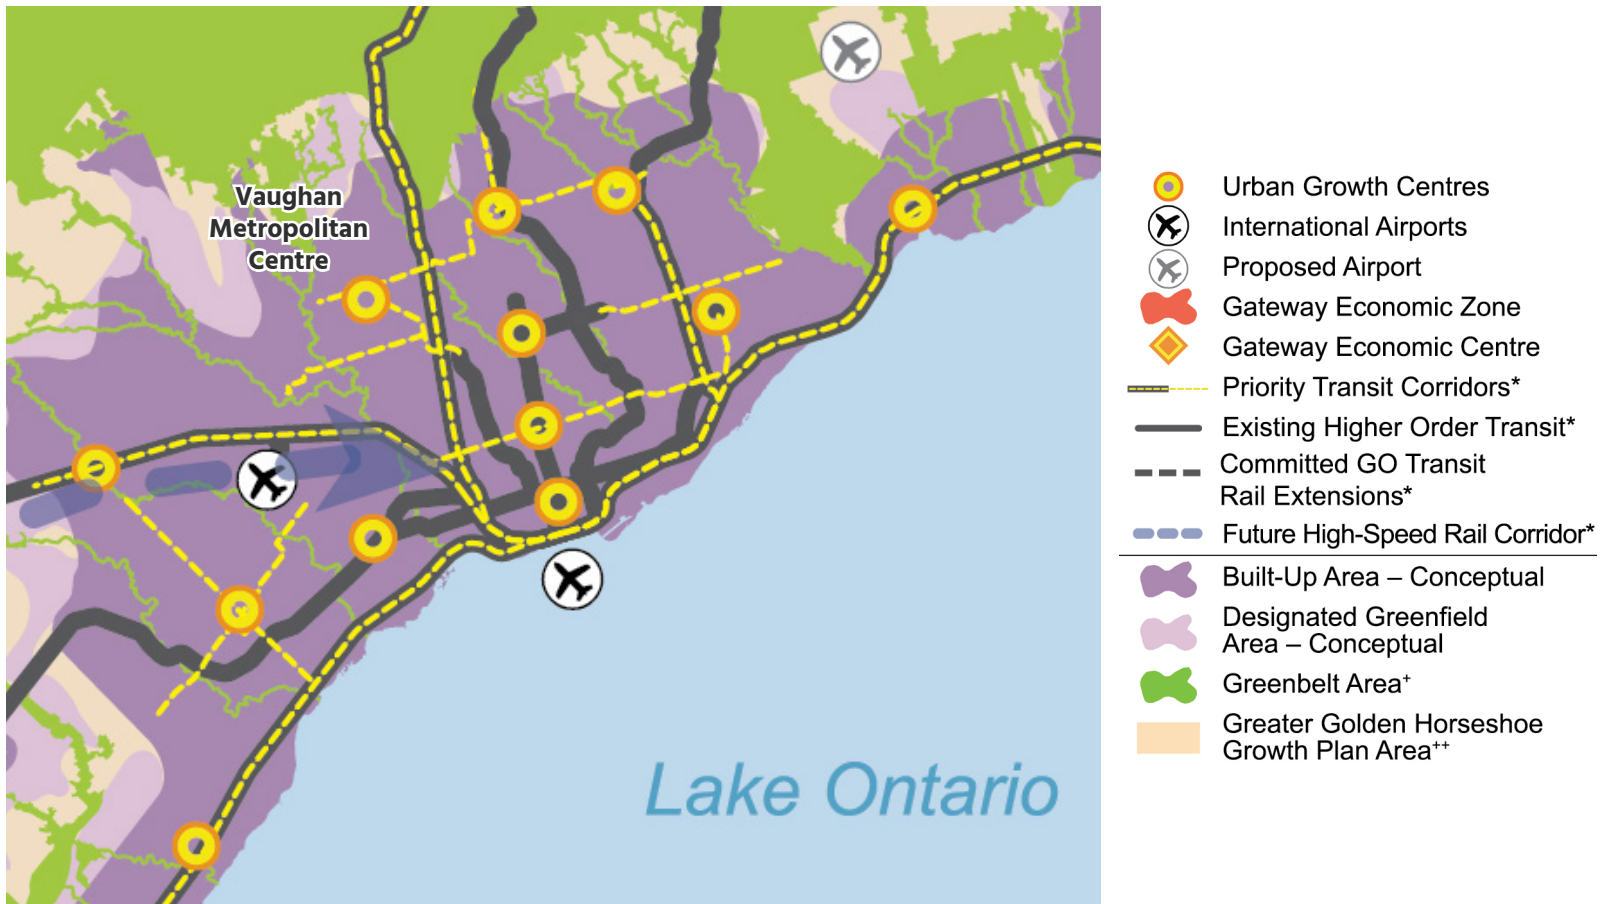 Vaughan
Metropolitan
Centre
Lake Ontario
Urban Growth Centres
International Airports
Proposed Airport
Gateway Economic Zone
Gateway Economic Centre
Priority Transit Corridors*
Existing Higher Order Transit*
Committed GO Transit
Rail Extensions*
Future High-Speed Rail Corridor*
Built-Up Area – Conceptual
Designated Greenfield
Area – Conceptual
Greenbelt Area+
Greater Golden Horseshoe
Growth Plan Area++